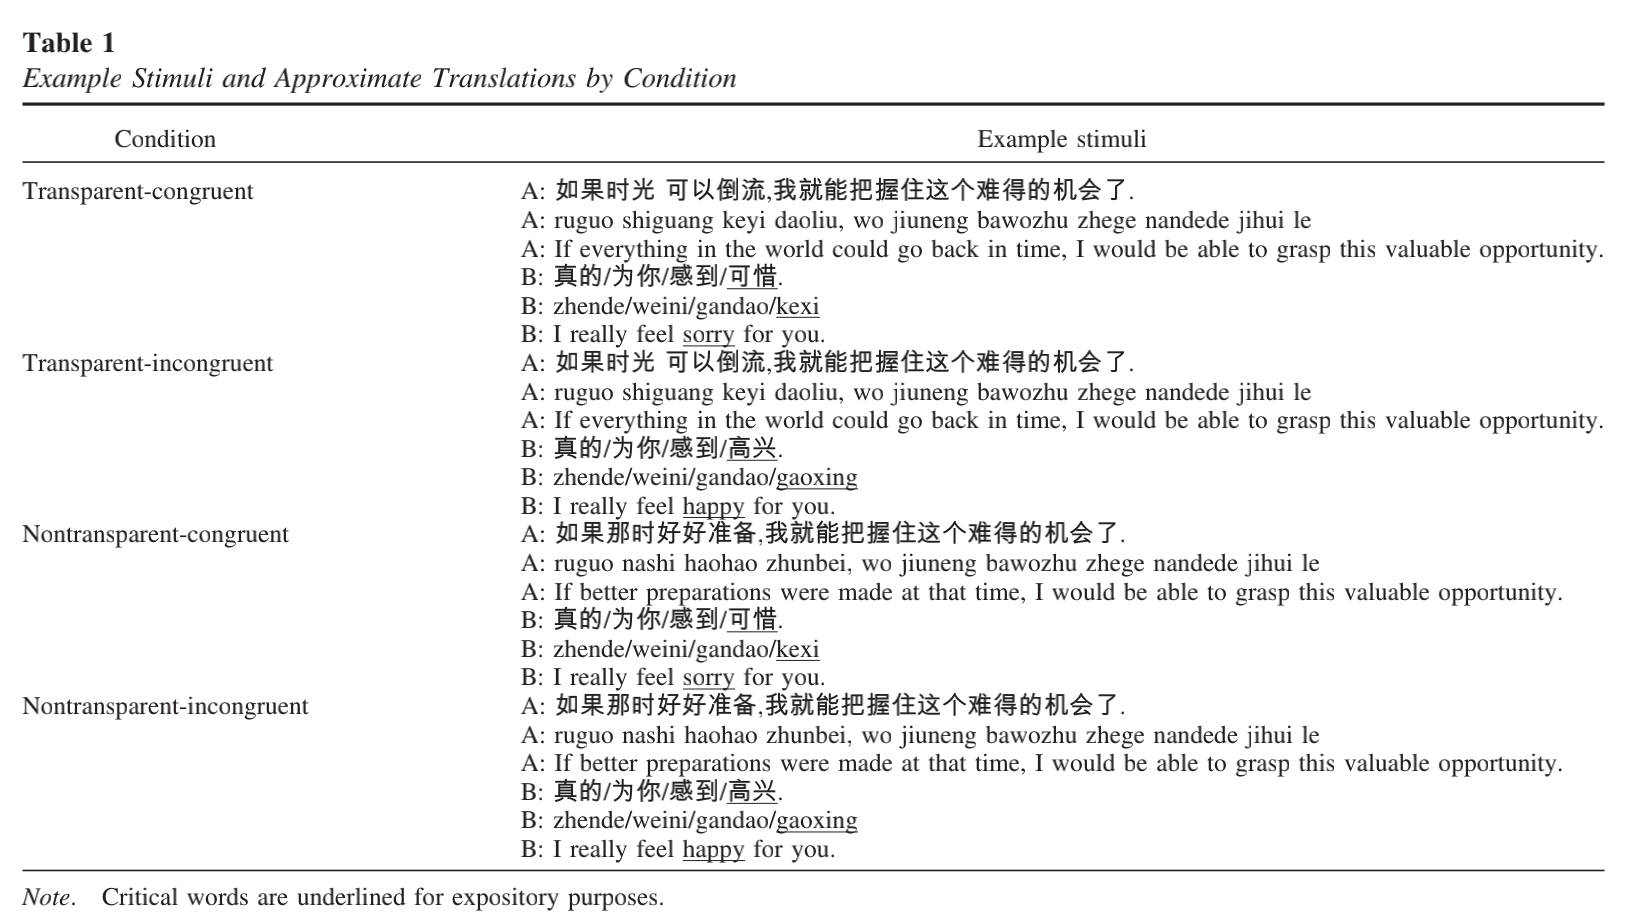 Table 1
Example Stimuli and Approximate Translations by Condition
Condition Example stimuli
Transparent-congruent A: 如果时光 可以倒流,我就能把握住这个难得的机会了.
A: ruguo shiguang keyi daoliu, wo jiuneng bawozhu zhege nandede jihui le
A: If everything in the world could go back in time, I would be able to grasp this valuable opportunity.
B: 真的/为你/感到/可惜.
B: zhende/weini/gandao/kexi
B: I really feel sorry for you.
Transparent-incongruent A: 如果时光 可以倒流,我就能把握住这个难得的机会了.
A: ruguo shiguang keyi daoliu, wo jiuneng bawozhu zhege nandede jihui le
A: If everything in the world could go back in time, I would be able to grasp this valuable opportunity.
B: 真的/为你/感到/高兴.
B: zhende/weini/gandao/gaoxing
B: I really feel happy for you.
Nontransparent-congruent A: 如果那时好好准备,我就能把握住这个难得的机会了.
A: ruguo nashi haohao zhunbei, wo jiuneng bawozhu zhege nandede jihui le
A: If better preparations were made at that time, I would be able to grasp this valuable opportunity.
B: 真的/为你/感到/可惜.
B: zhende/weini/gandao/kexi
B: I really feel sorry for you.
Nontransparent-incongruent A: 如果那时好好准备,我就能把握住这个难得的机会了.
A: ruguo nashi haohao zhunbei, wo jiuneng bawozhu zhege nandede jihui le
A: If better preparations were made at that time, I would be able to grasp this valuable opportunity.
B: 真的/为你/感到/高兴.
B: zhende/weini/gandao/gaoxing
B: I really feel happy for you.
Note. Critical words are underlined for expository purposes.